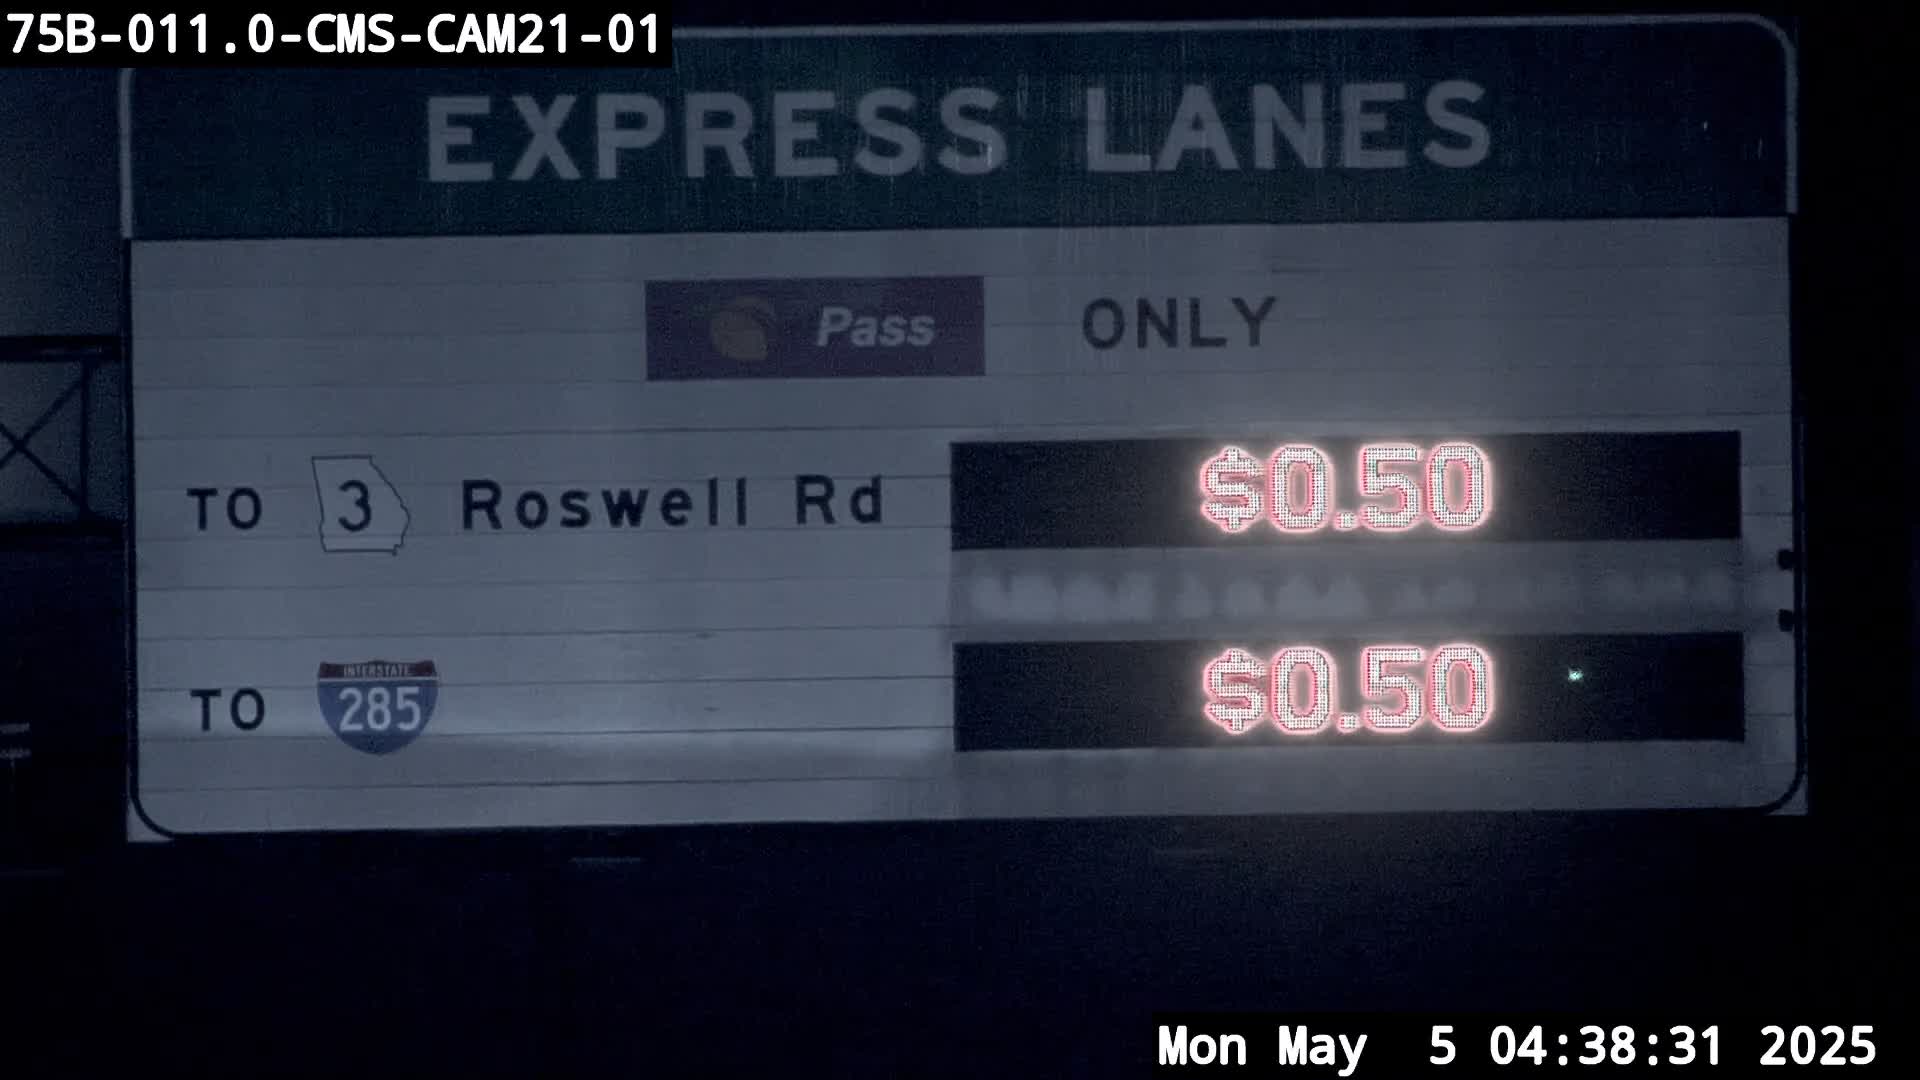 75B-011.0-CMS-CAM21-01
EXPRESS LANES
Pass ONLY
TO 3 Roswell Rd $0.50
TO INTERSTATE 285 $0.50
Mon May 5 04:38:31 2025